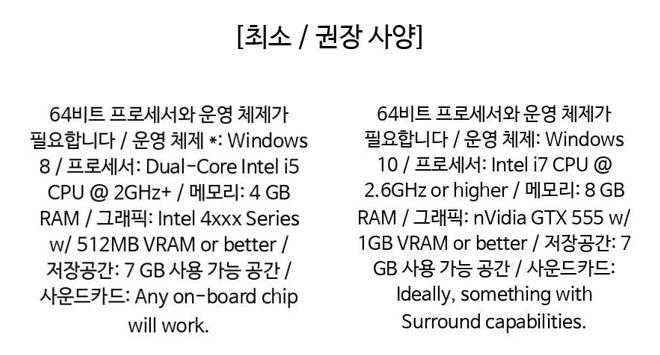 [최소 / 권장 사양]
64비트 프로세서와 운영 체제가
필요합니다 / 운영 체제 *: Windows
8 / 프로세서: Dual-Core Intel i5
CPU @ 2GHz+ / 메모리: 4 GB
RAM / 그래픽: Intel 4xxx Series
w/ 512MB VRAM or better /
저장공간: 7 GB 사용 가능 공간 /
사운드카드: Any on-board chip
will work.
64비트 프로세서와 운영 체제가
필요합니다 / 운영 체제: Windows
10 / 프로세서: Intel i7 CPU @
2.6GHz or higher / 메모리: 8 GB
RAM / 그래픽: nVidia GTX 555 w/
1GB VRAM or better / 저장공간: 7
GB 사용 가능 공간 / 사운드카드:
Ideally, something with
Surround capabilities.